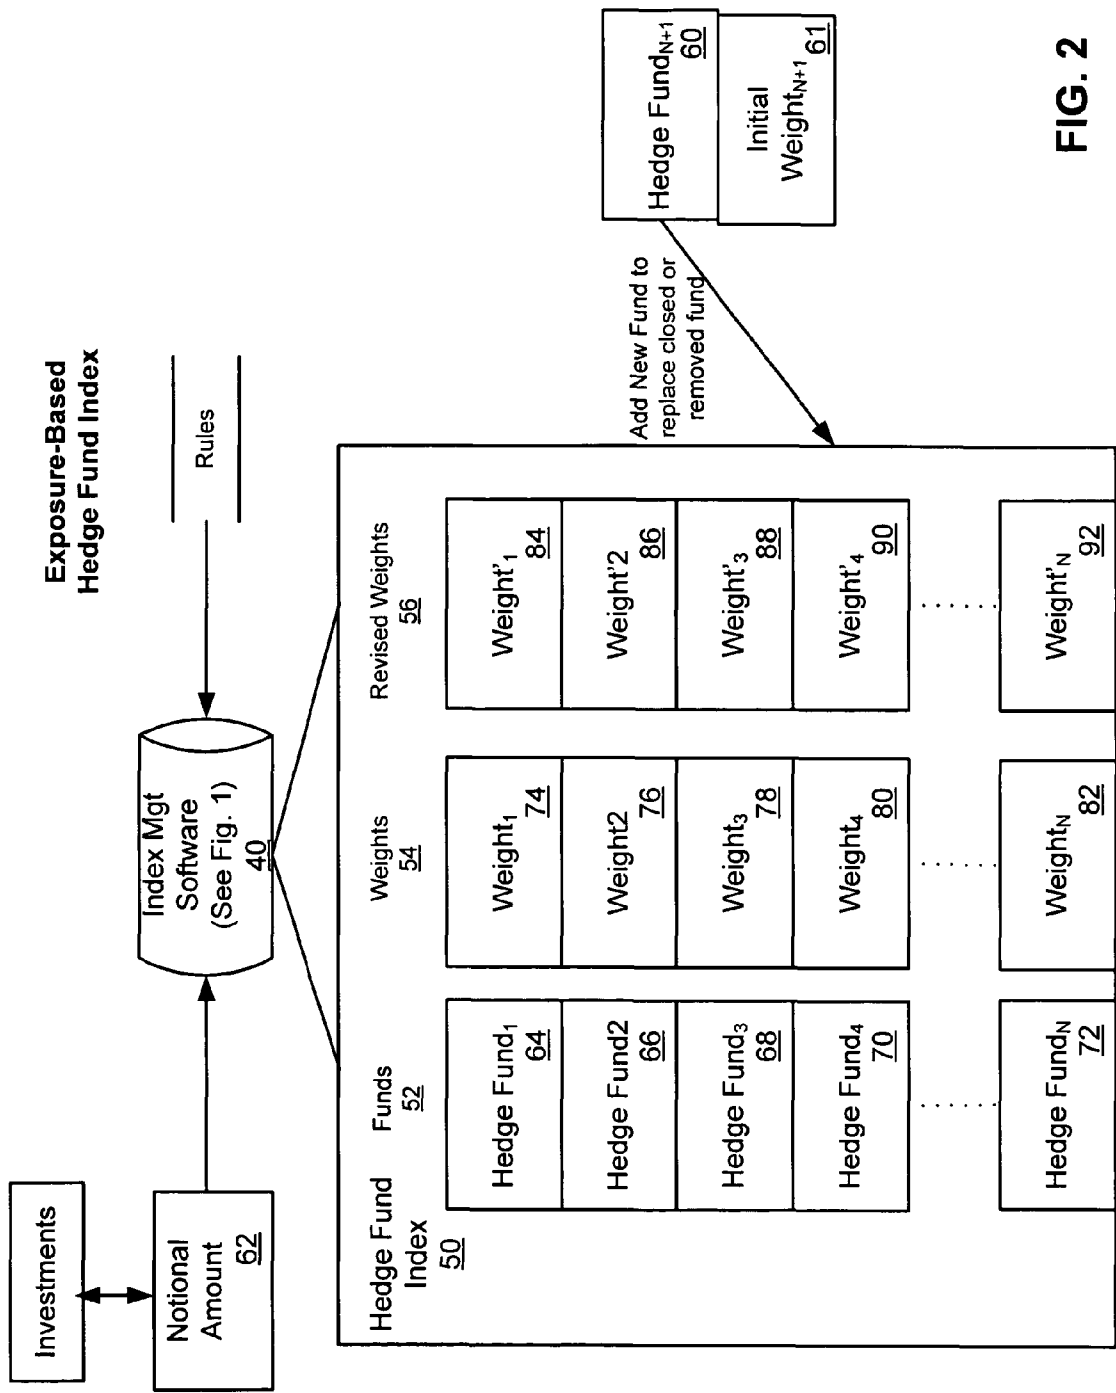 Exposure-Based
Hedge Fund Index
Investments
Notional
Amount
62
Index Mgt
Software
(See Fig. 1)
40
Rules
Hedge Fund
Index
50
Funds
52
Weights
54
Revised Weights
56
Hedge Fund1
64
Weight1
74
Weight'1
84
Hedge Fund2
66
Weight2
76
Weight'2
86
Hedge Fund3
68
Weight3
78
Weight'3
88
Hedge Fund4
70
Weight4
80
Weight'4
90
Hedge FundN
72
WeightN
82
Weight'N
92
Add New Fund to
replace closed or
removed fund
Hedge FundN+1
60
Initial
WeightN+1
61
FIG. 2